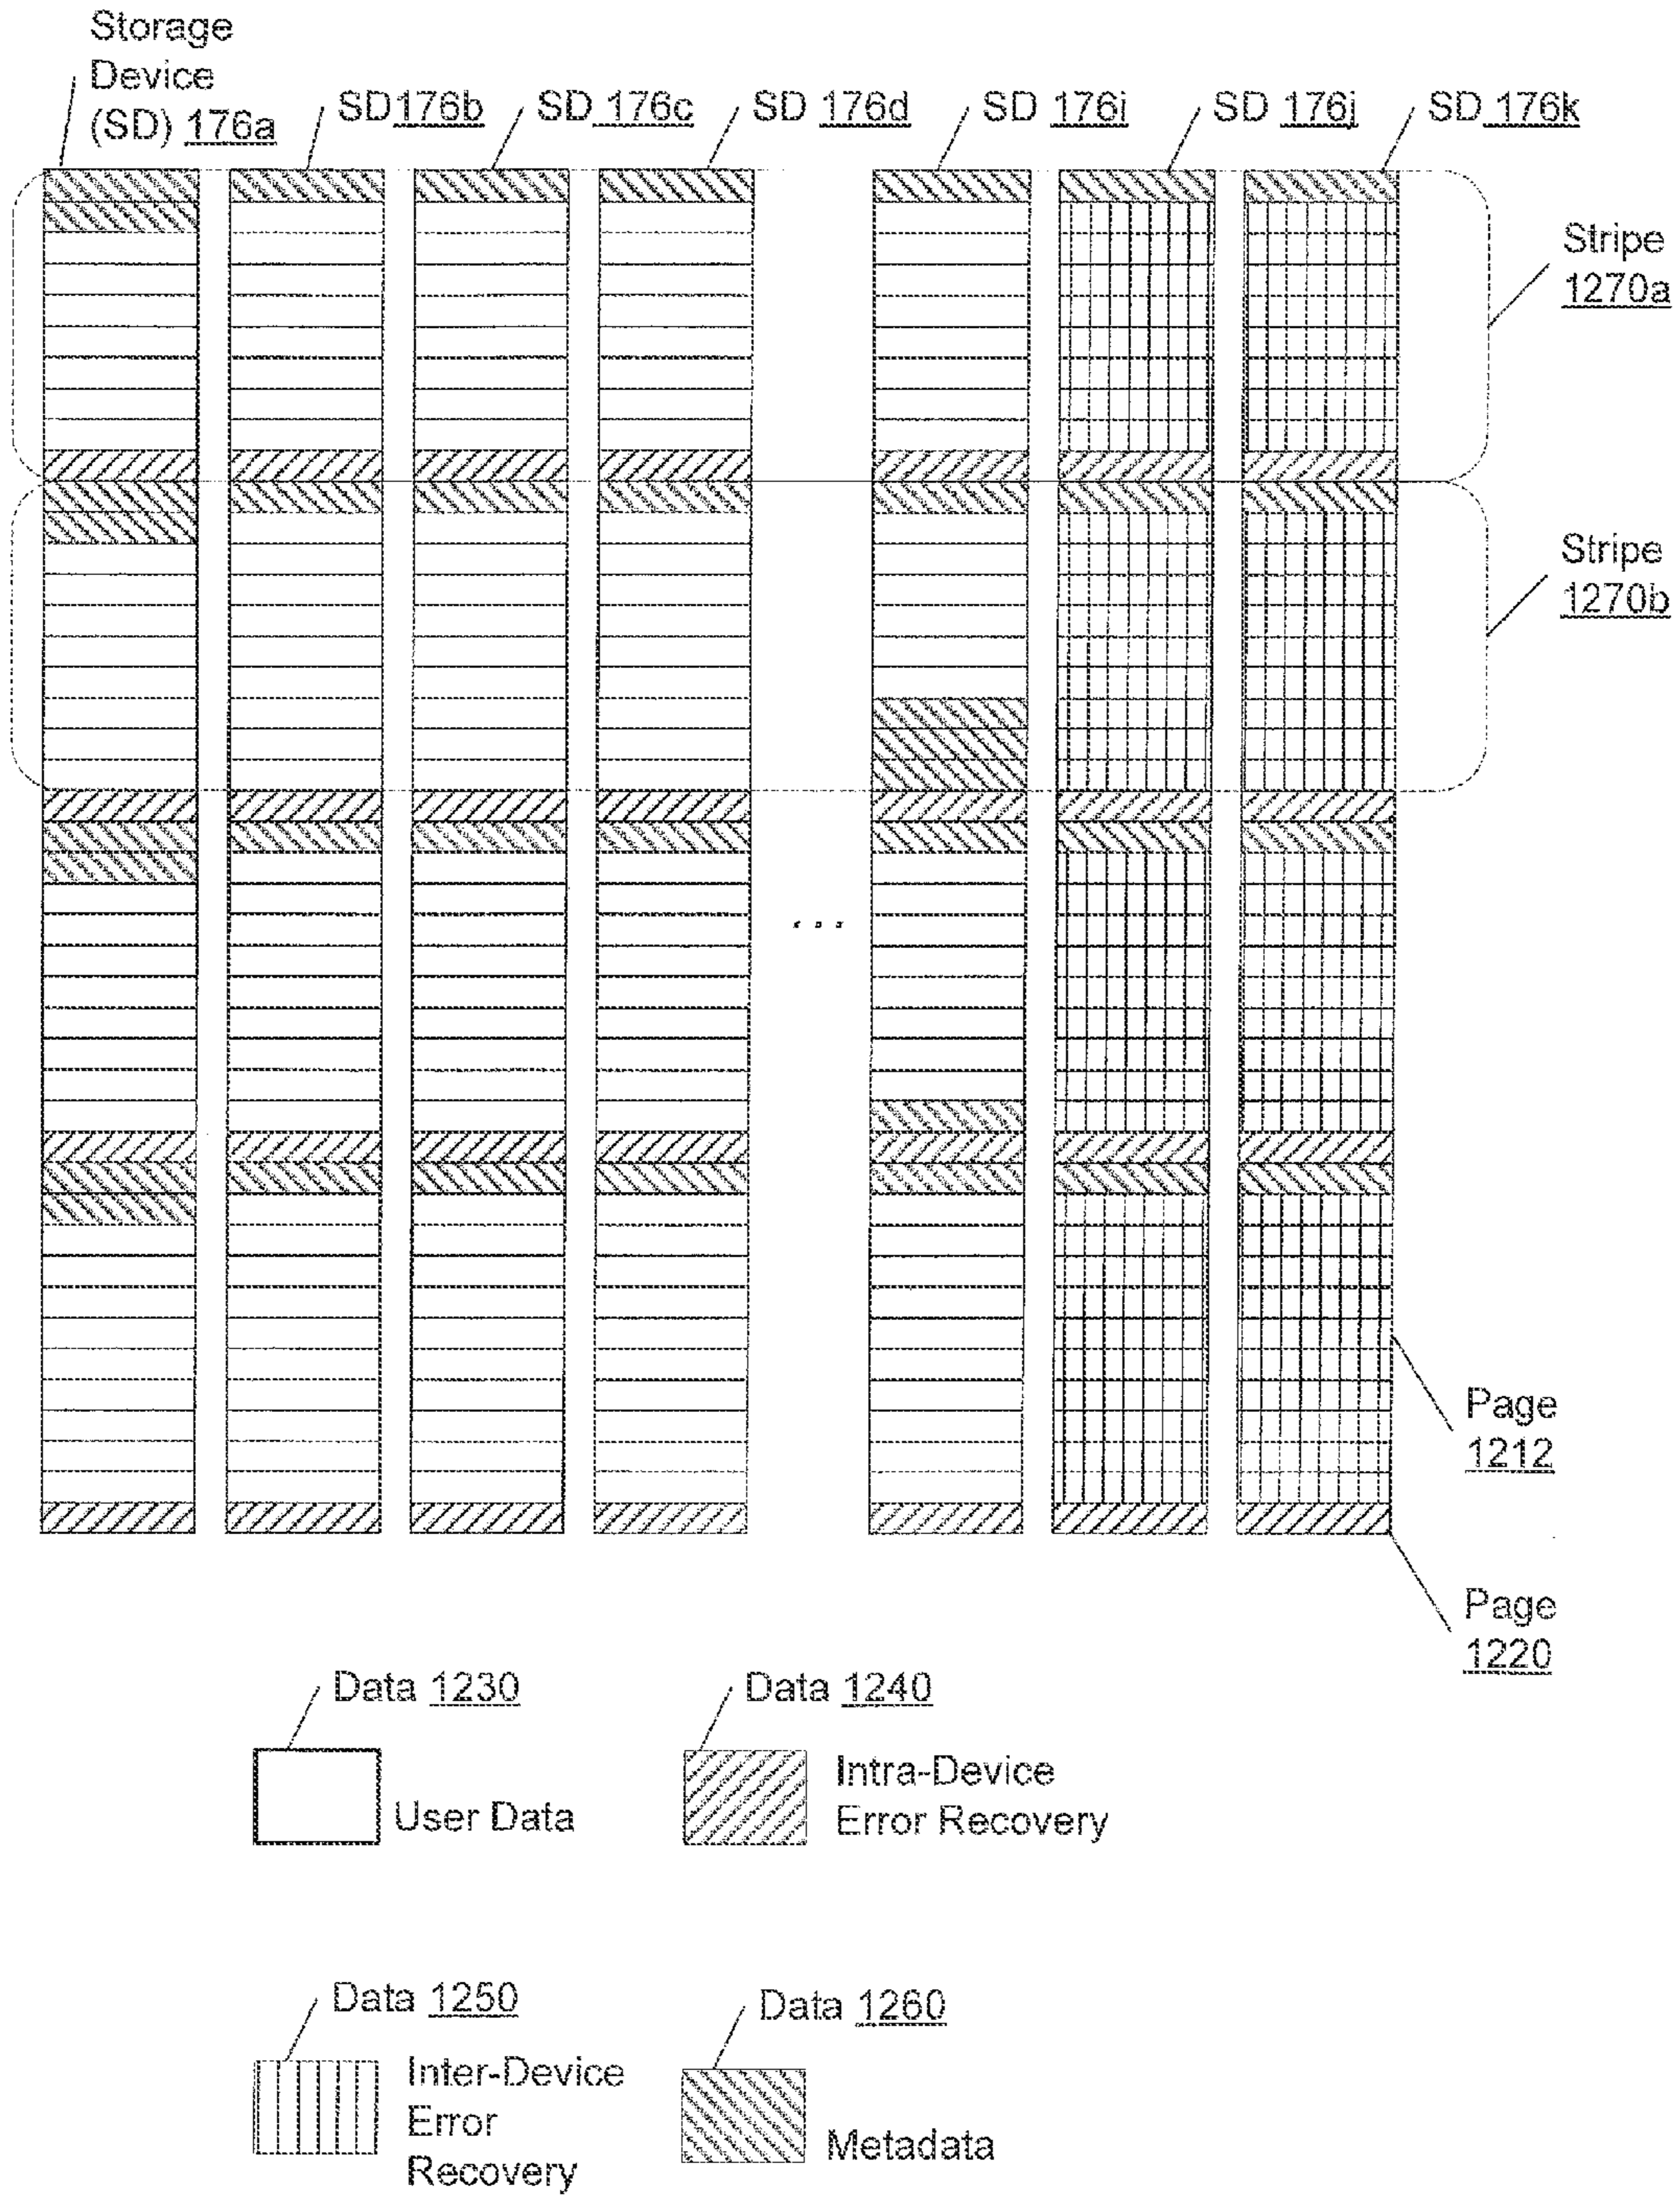 Storage
Device
(SD) 176a
SD 176b
SD 176c
SD 176d
SD 176i
SD 176j
SD 176k
Stripe
1270a
Stripe
1270b
. . .
Page
1212
Page
1220
Data 1230
User Data
Data 1240
Intra-Device
Error Recovery
Data 1250
Inter-Device
Error
Recovery
Data 1260
Metadata